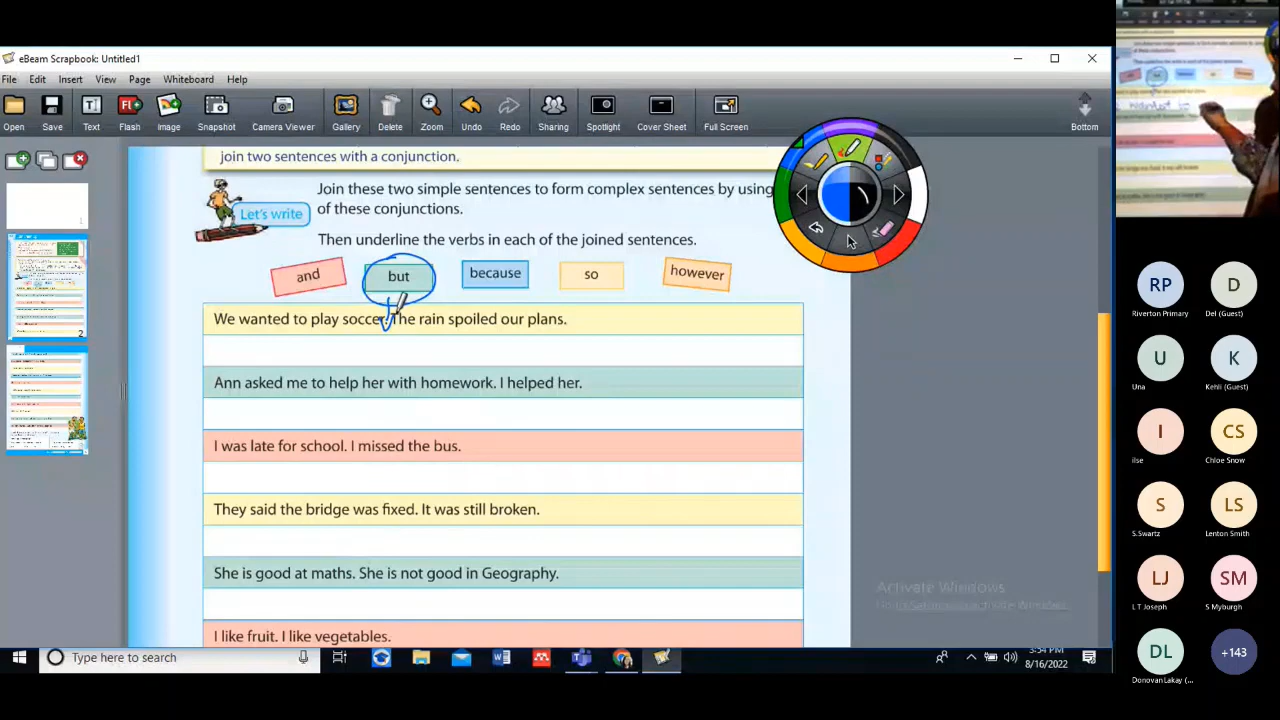 eBeam Scrapbook: Untitled1
File Edit Insert View Page Whiteboard Help
Open Save Text Flash Image Snapshot Camera Viewer Gallery Delete Zoom Undo Redo Sharing Spotlight Cover Sheet Full Screen Bottom
join two sentences with a conjunction.
Let's write
Join these two simple sentences to form complex sentences by using
of these conjunctions.
Then underline the verbs in each of the joined sentences.
and but because so however
We wanted to play soccer. The rain spoiled our plans.
Ann asked me to help her with homework. I helped her.
I was late for school. I missed the bus.
They said the bridge was fixed. It was still broken.
She is good at maths. She is not good in Geography.
I like fruit. I like vegetables.
1
2
Activate Windows
Type here to search
3:54 PM
8/16/2022
RP D
Riverton Primary Del (Guest)
U K
Una Kehli (Guest)
I CS
ilse Chloe Snow
S LS
S.Swartz Lenton Smith
LJ SM
L T Joseph S Myburgh
DL +143
Donovan Lakay (...